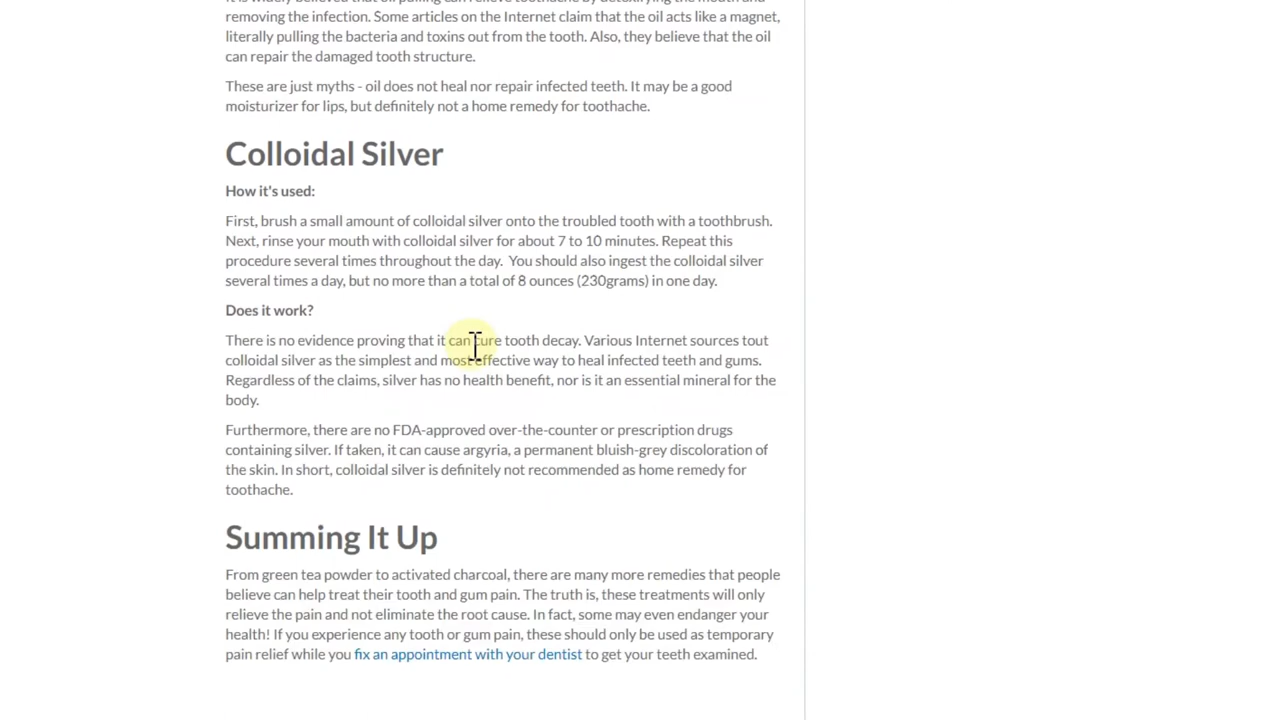 It is widely believed that oil pulling can relieve toothache by detoxifying the mouth and
removing the infection. Some articles on the Internet claim that the oil acts like a magnet,
literally pulling the bacteria and toxins out from the tooth. Also, they believe that the oil
can repair the damaged tooth structure.
These are just myths - oil does not heal nor repair infected teeth. It may be a good
moisturizer for lips, but definitely not a home remedy for toothache.
Colloidal Silver
How it's used:
First, brush a small amount of colloidal silver onto the troubled tooth with a toothbrush.
Next, rinse your mouth with colloidal silver for about 7 to 10 minutes. Repeat this
procedure several times throughout the day.  You should also ingest the colloidal silver
several times a day, but no more than a total of 8 ounces (230grams) in one day.
Does it work?
There is no evidence proving that it can cure tooth decay. Various Internet sources tout
colloidal silver as the simplest and most effective way to heal infected teeth and gums.
Regardless of the claims, silver has no health benefit, nor is it an essential mineral for the
body.
Furthermore, there are no FDA-approved over-the-counter or prescription drugs
containing silver. If taken, it can cause argyria, a permanent bluish-grey discoloration of
the skin. In short, colloidal silver is definitely not recommended as home remedy for
toothache.
Summing It Up
From green tea powder to activated charcoal, there are many more remedies that people
believe can help treat their tooth and gum pain. The truth is, these treatments will only
relieve the pain and not eliminate the root cause. In fact, some may even endanger your
health! If you experience any tooth or gum pain, these should only be used as temporary
pain relief while you fix an appointment with your dentist to get your teeth examined.